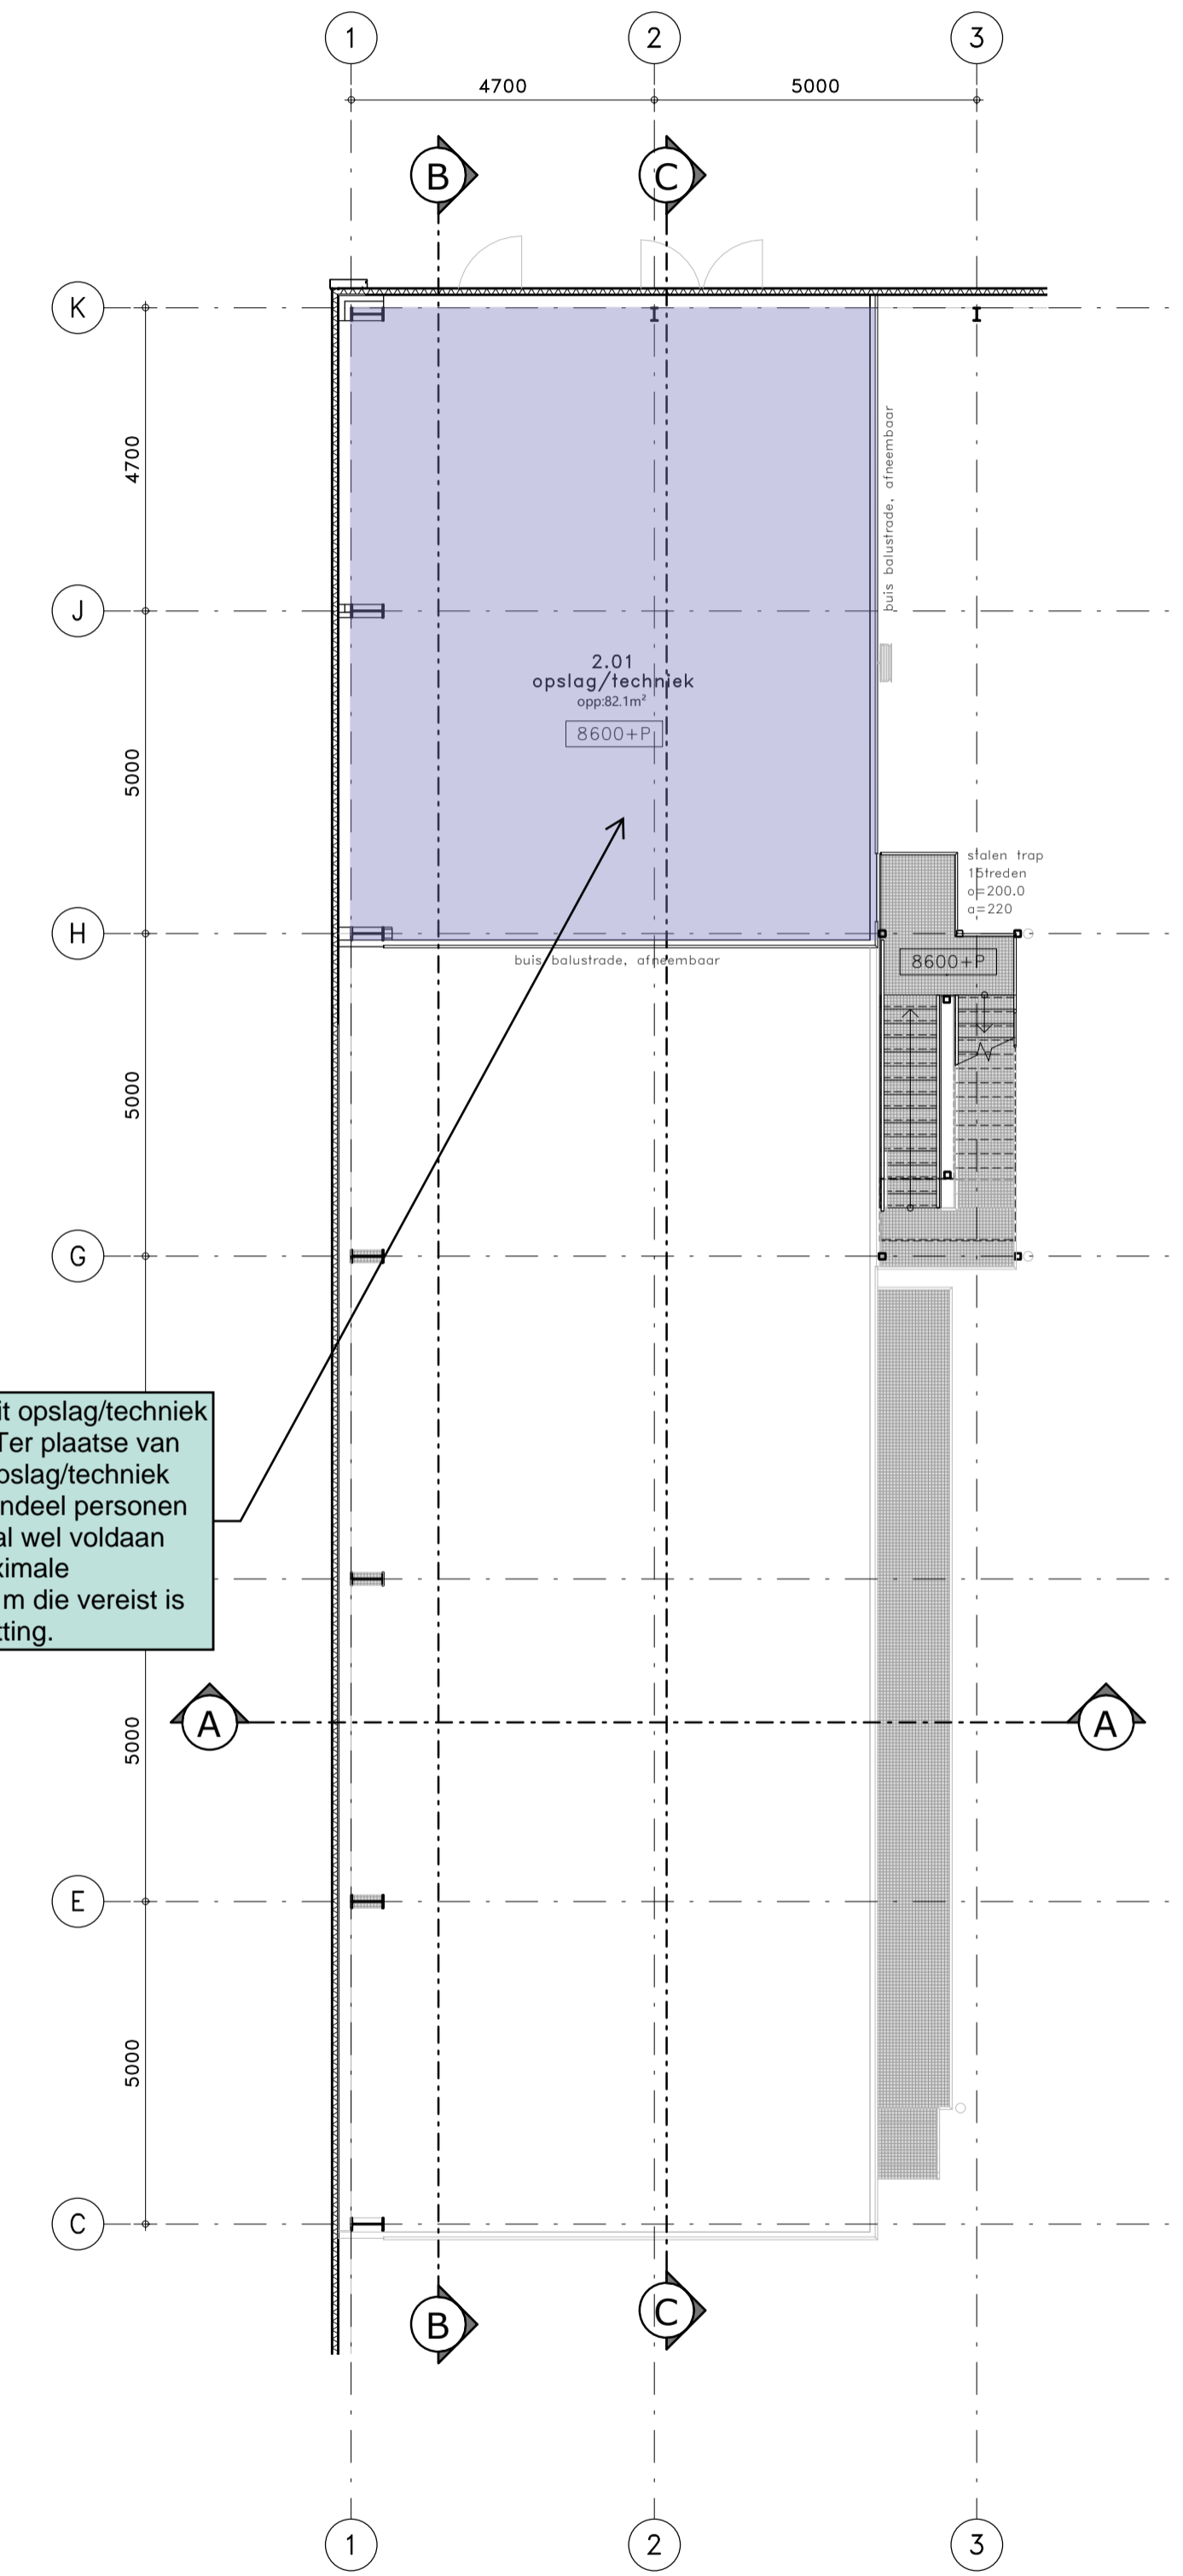 1
2
3
4700
5000
B
C
K
4700
buis balustrade, afneembaar
J
2.01
opslag/techniek
opp:82.1m²
8600+P
5000
stalen trap
15treden
o=200.0
a=220
H
8600+P
buis balustrade, afneembaar
5000
G
it opslag/techniek
Ter plaatse van
opslag/techniek
ndeel personen
al wel voldaan
ximale
m die vereist is
tting.
A
A
5000
E
5000
C
B
C
1
2
3